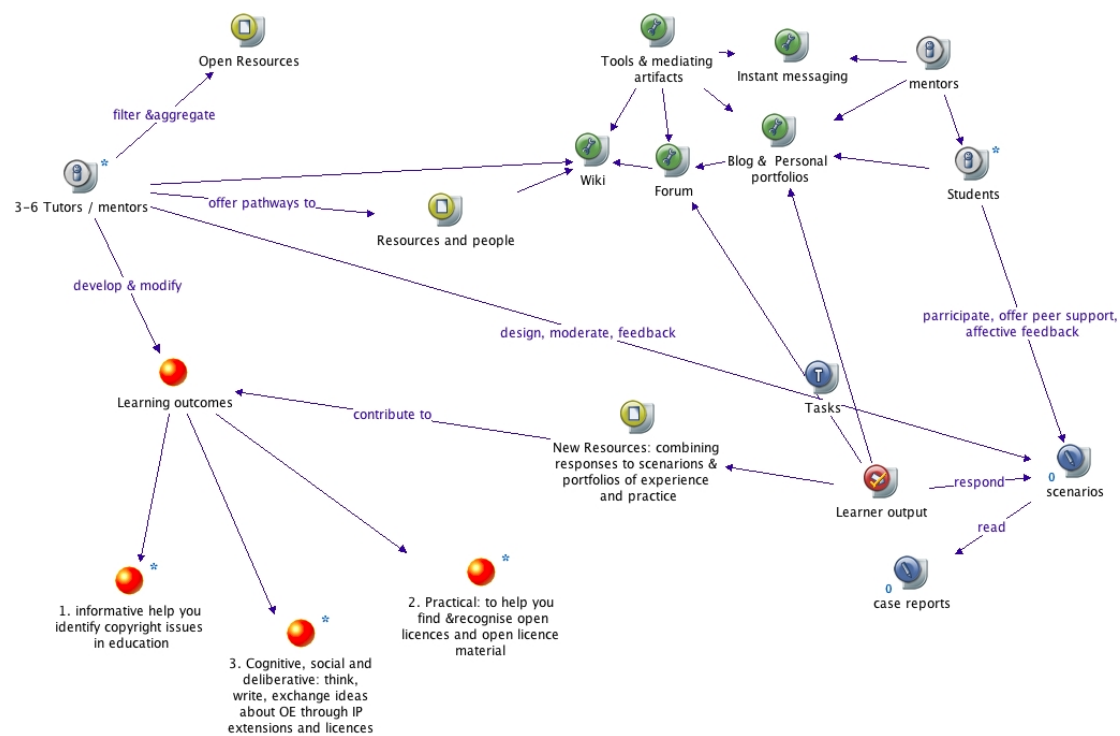 Open Resources
Tools & mediating
artifacts
Instant messaging
mentors
filter &aggregate
*
3-6 Tutors / mentors
offer pathways to
Resources and people
Wiki
Forum
Blog &  Personal
portfolios
*
Students
develop & modify
design, moderate, feedback
parricipate, offer peer support,
affective feedback
Learning outcomes
contribute to
T
Tasks
New Resources: combining
responses to scenarions &
portfolios of experience
and practice
Learner output
respond
0
scenarios
read
0
case reports
*
1. informative help you
identify copyright issues
in education
*
3. Cognitive, social and
deliberative: think,
write, exchange ideas
about OE through IP
extensions and licences
*
2. Practical: to help you
find &recognise open
licences and open licence
material